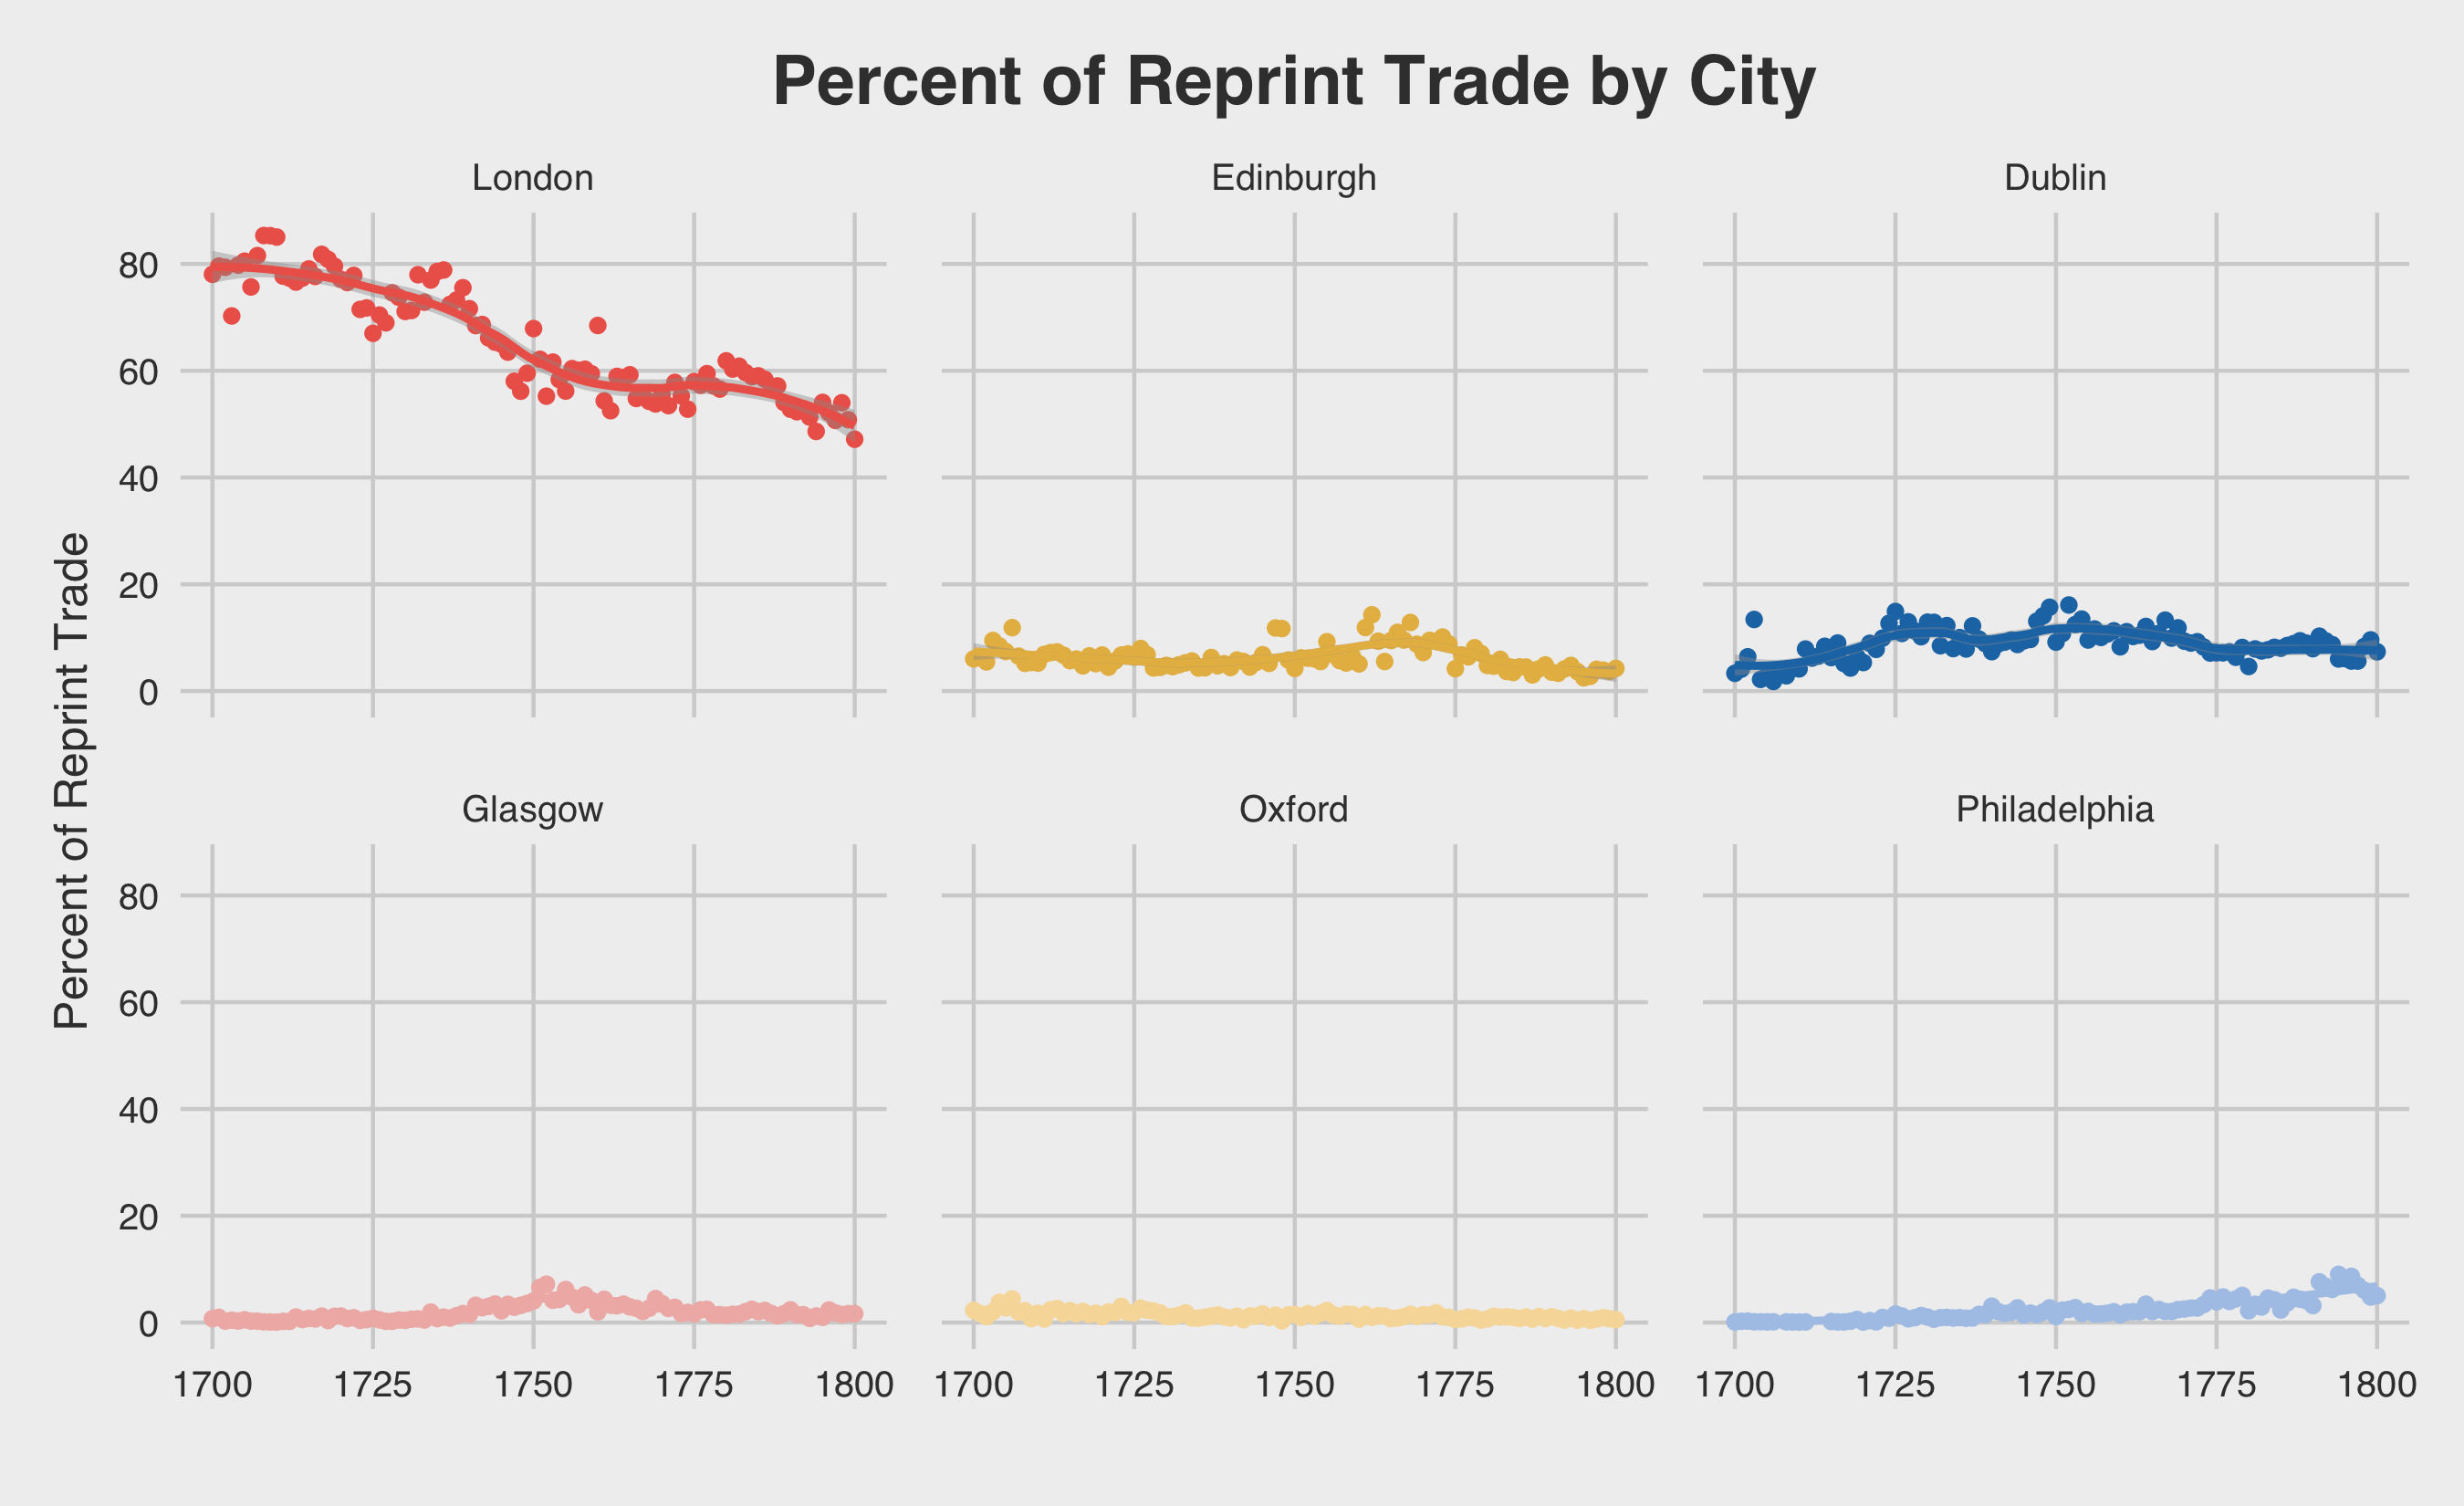 Percent of Reprint Trade by City
London
Edinburgh
Dublin
80
60
40
20
0
Percent of Reprint Trade
Glasgow
Oxford
Philadelphia
80
60
40
20
0
1700 1725 1750 1775 1800
1700 1725 1750 1775 1800
1700 1725 1750 1775 1800